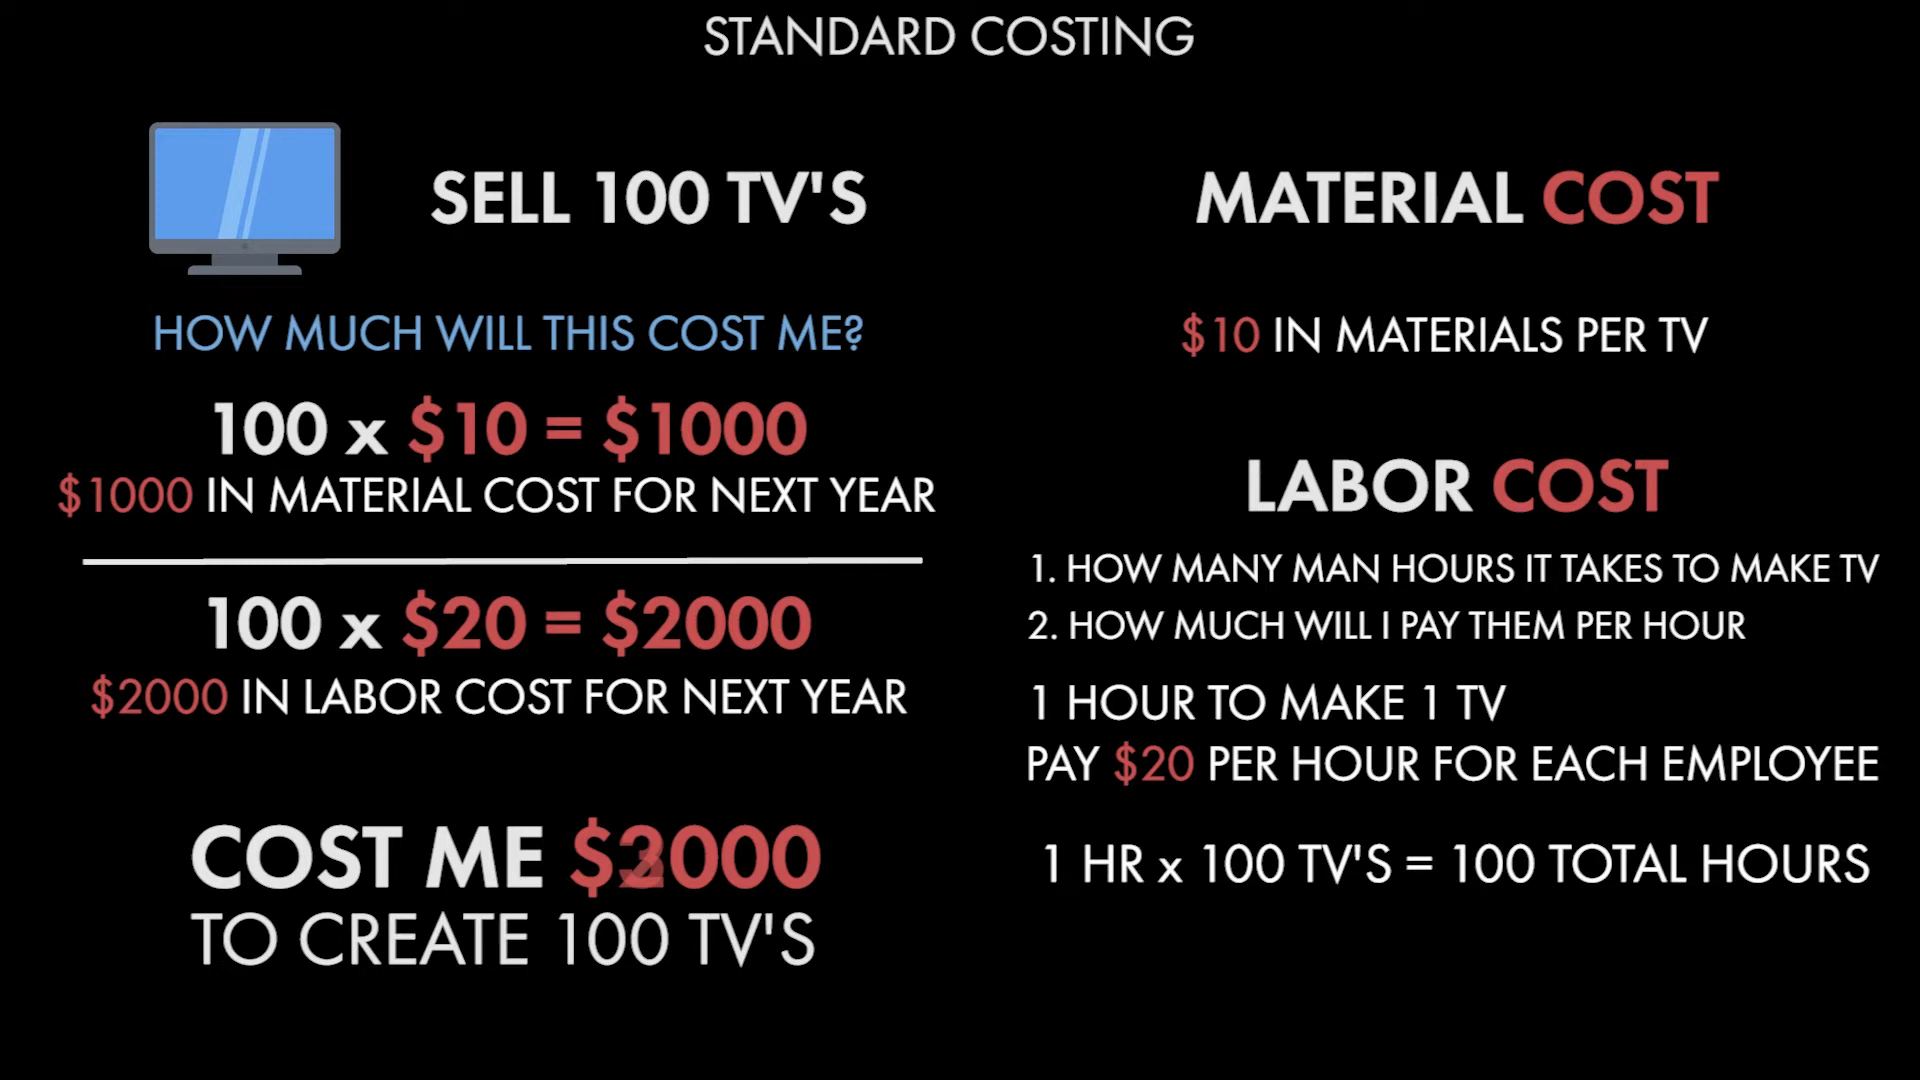 STANDARD COSTING
SELL 100 TV'S
HOW MUCH WILL THIS COST ME?
100 x $10 = $1000
$1000 IN MATERIAL COST FOR NEXT YEAR
100 x $20 = $2000
$2000 IN LABOR COST FOR NEXT YEAR
COST ME $3000
TO CREATE 100 TV'S
MATERIAL COST
$10 IN MATERIALS PER TV
LABOR COST
1. HOW MANY MAN HOURS IT TAKES TO MAKE TV
2. HOW MUCH WILL I PAY THEM PER HOUR
1 HOUR TO MAKE 1 TV
PAY $20 PER HOUR FOR EACH EMPLOYEE
1 HR x 100 TV'S = 100 TOTAL HOURS